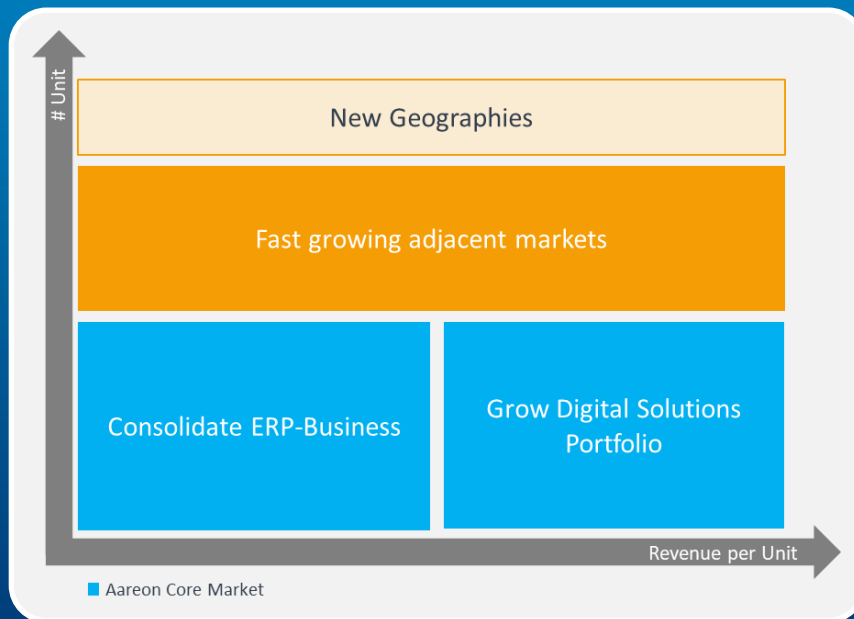 # Unit
New Geographies
Fast growing adjacent markets
Consolidate ERP-Business
Grow Digital Solutions
Portfolio
Revenue per Unit
Aareon Core Market